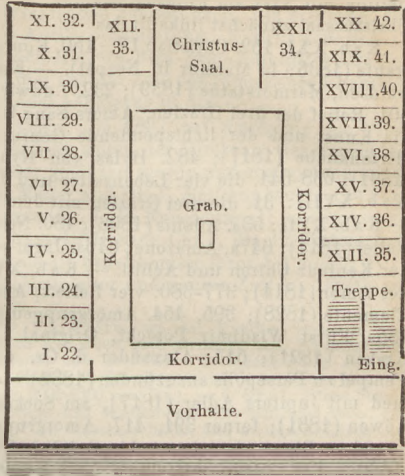 XI. 32.
X. 31.
IX. 30.
VIII. 29.
VII. 28.
VI. 27.
V. 26.
IV. 25.
III. 24.
II. 23.
I. 22.
XII.
33.
Christus-
Saal.
XXI.
34.
XX. 42.
XIX. 41.
XVIII. 40.
XVII. 39.
XVI. 38.
XV. 37.
XIV. 36.
XIII. 35.
Treppe.
Eing.
Korridor.
Grab.
Korridor.
Korridor.
Vorhalle.